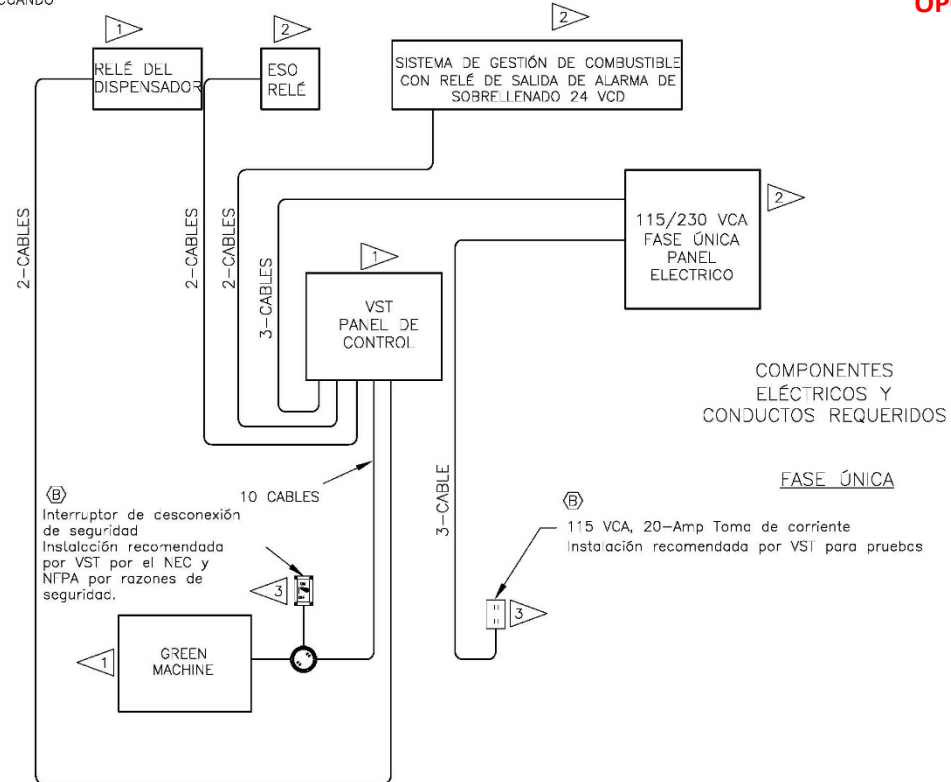 CUANDO
OP
1
RELÉ DEL
DISPENSADOR
2
ESO
RELÉ
2
SISTEMA DE GESTIÓN DE COMBUSTIBLE
CON RELÉ DE SALIDA DE ALARMA DE
SOBRELLENADO 24 VCD
2-CABLES
2-CABLES
2-CABLES
3-CABLES
115/230 VCA
FASE ÚNICA
PANEL
ELECTRICO
2
1
VST
PANEL DE
CONTROL
COMPONENTES
ELÉCTRICOS Y
CONDUCTOS REQUERIDOS
FASE ÚNICA
3-CABLE
10 CABLES
B
Interruptor de desconexión
de seguridad
Instalación recomendada
por VST por el NEC y
NFPA por razones de
seguridad.
B
115 VCA, 20-Amp Toma de corriente
Instalación recomendada por VST para pruebas
3
3
1
GREEN
MACHINE